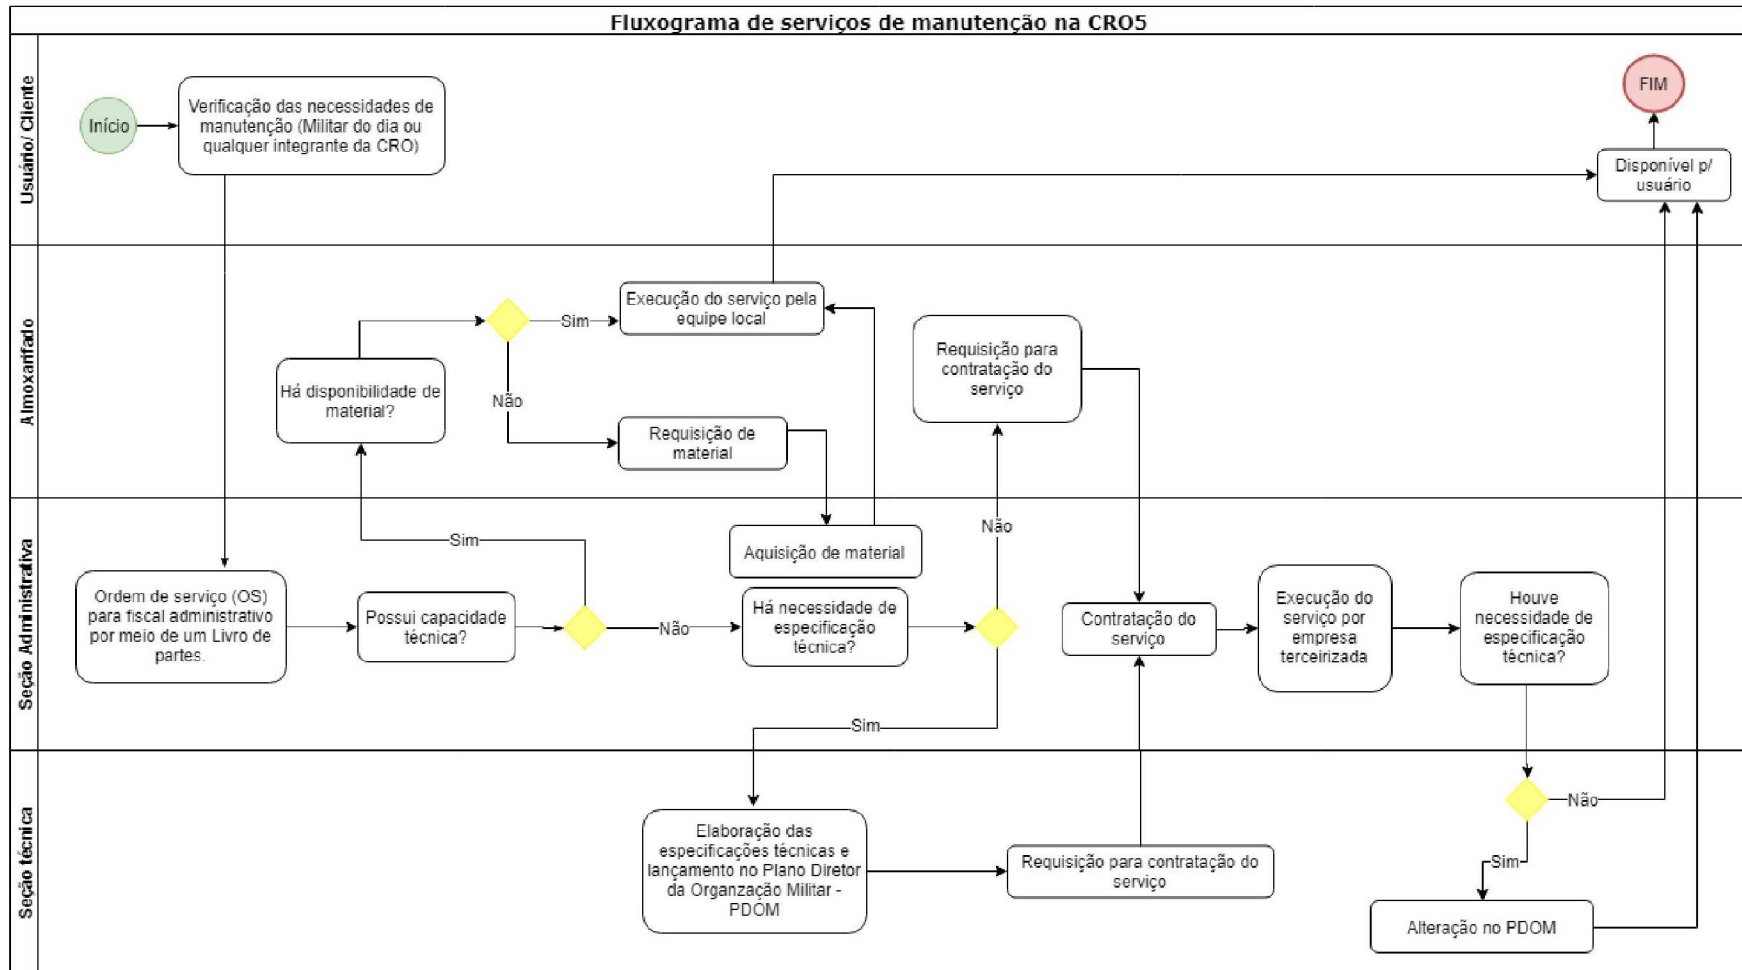 Fluxograma de serviços de manutenção na CRO5
Usuário/ Cliente
Início
Verificação das necessidades de
manutenção (Militar do dia ou
qualquer integrante da CRO)
FIM
Disponível p/
usuário
Almoxarifado
Há disponibilidade de
material?
Sim
Não
Execução do serviço pela
equipe local
Requisição de
material
Requisição para
contratação do
serviço
Seção Administrativa
Ordem de serviço (OS)
para fiscal administrativo
por meio de um Livro de
partes.
Possui capacidade
técnica?
Sim
Não
Aquisição de material
Há necessidade de
especificação
técnica?
Não
Sim
Contratação do
serviço
Execução do
serviço por
empresa
terceirizada
Houve
necessidade de
especificação
técnica?
Seção técnica
Elaboração das
especificações técnicas e
lançamento no Plano Diretor
da Organzação Militar -
PDOM
Requisição para contratação do
serviço
Não
Sim
Alteração no PDOM